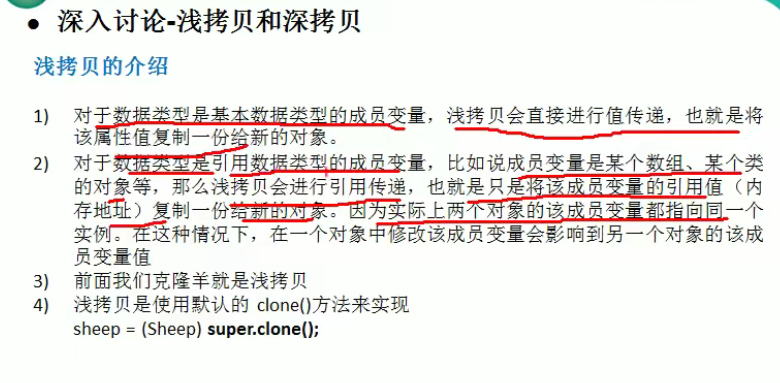 ● 深入讨论-浅拷贝和深拷贝
浅拷贝的介绍
1) 对于数据类型是基本数据类型的成员变量，浅拷贝会直接进行值传递，也就是将
该属性值复制一份给新的对象。
2) 对于数据类型是引用数据类型的成员变量，比如说成员变量是某个数组、某个类
的对象等，那么浅拷贝会进行引用传递，也就是只是将该成员变量的引用值（内
存地址）复制一份给新的对象。因为实际上两个对象的该成员变量都指向同一个
实例。在这种情况下，在一个对象中修改该成员变量会影响到另一个对象的该成
员变量值
3) 前面我们克隆羊就是浅拷贝
4) 浅拷贝是使用默认的 clone()方法来实现
sheep = (Sheep) super.clone();